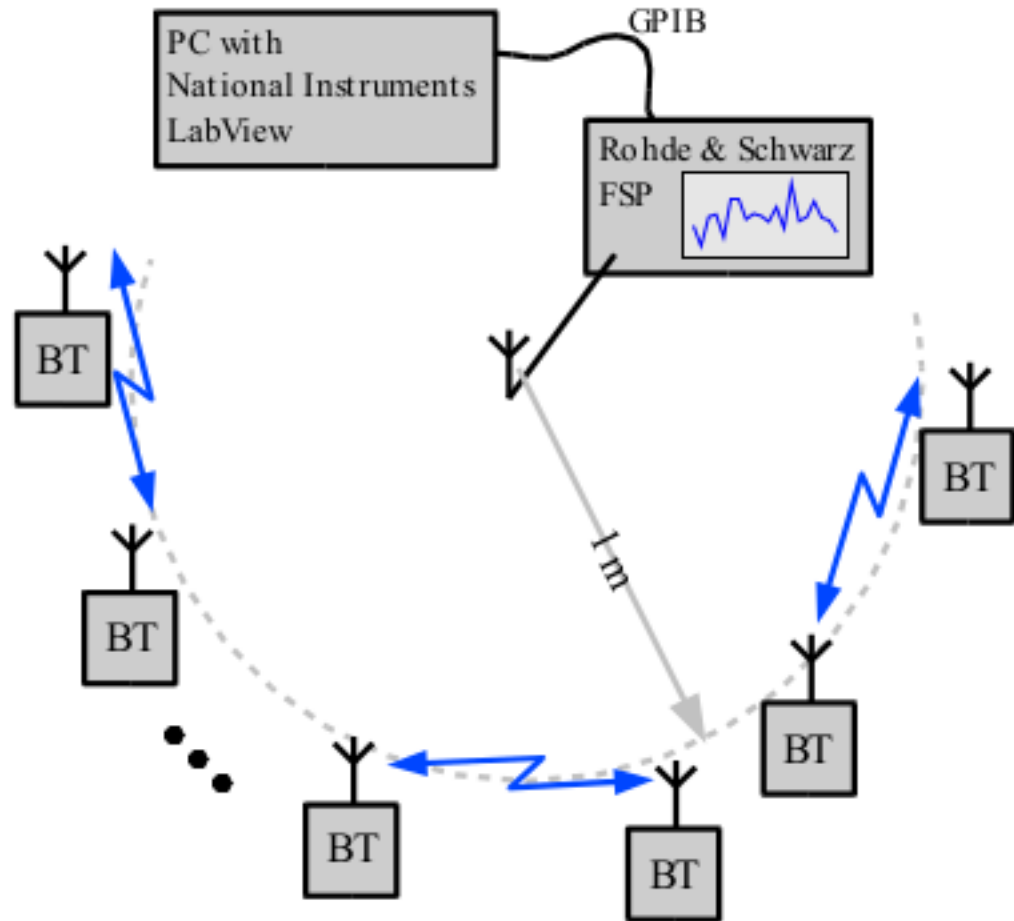 GPIB
PC with
National Instruments
LabView
Rohde & Schwarz
FSP
BT
BT
1 m
BT
BT
BT
BT